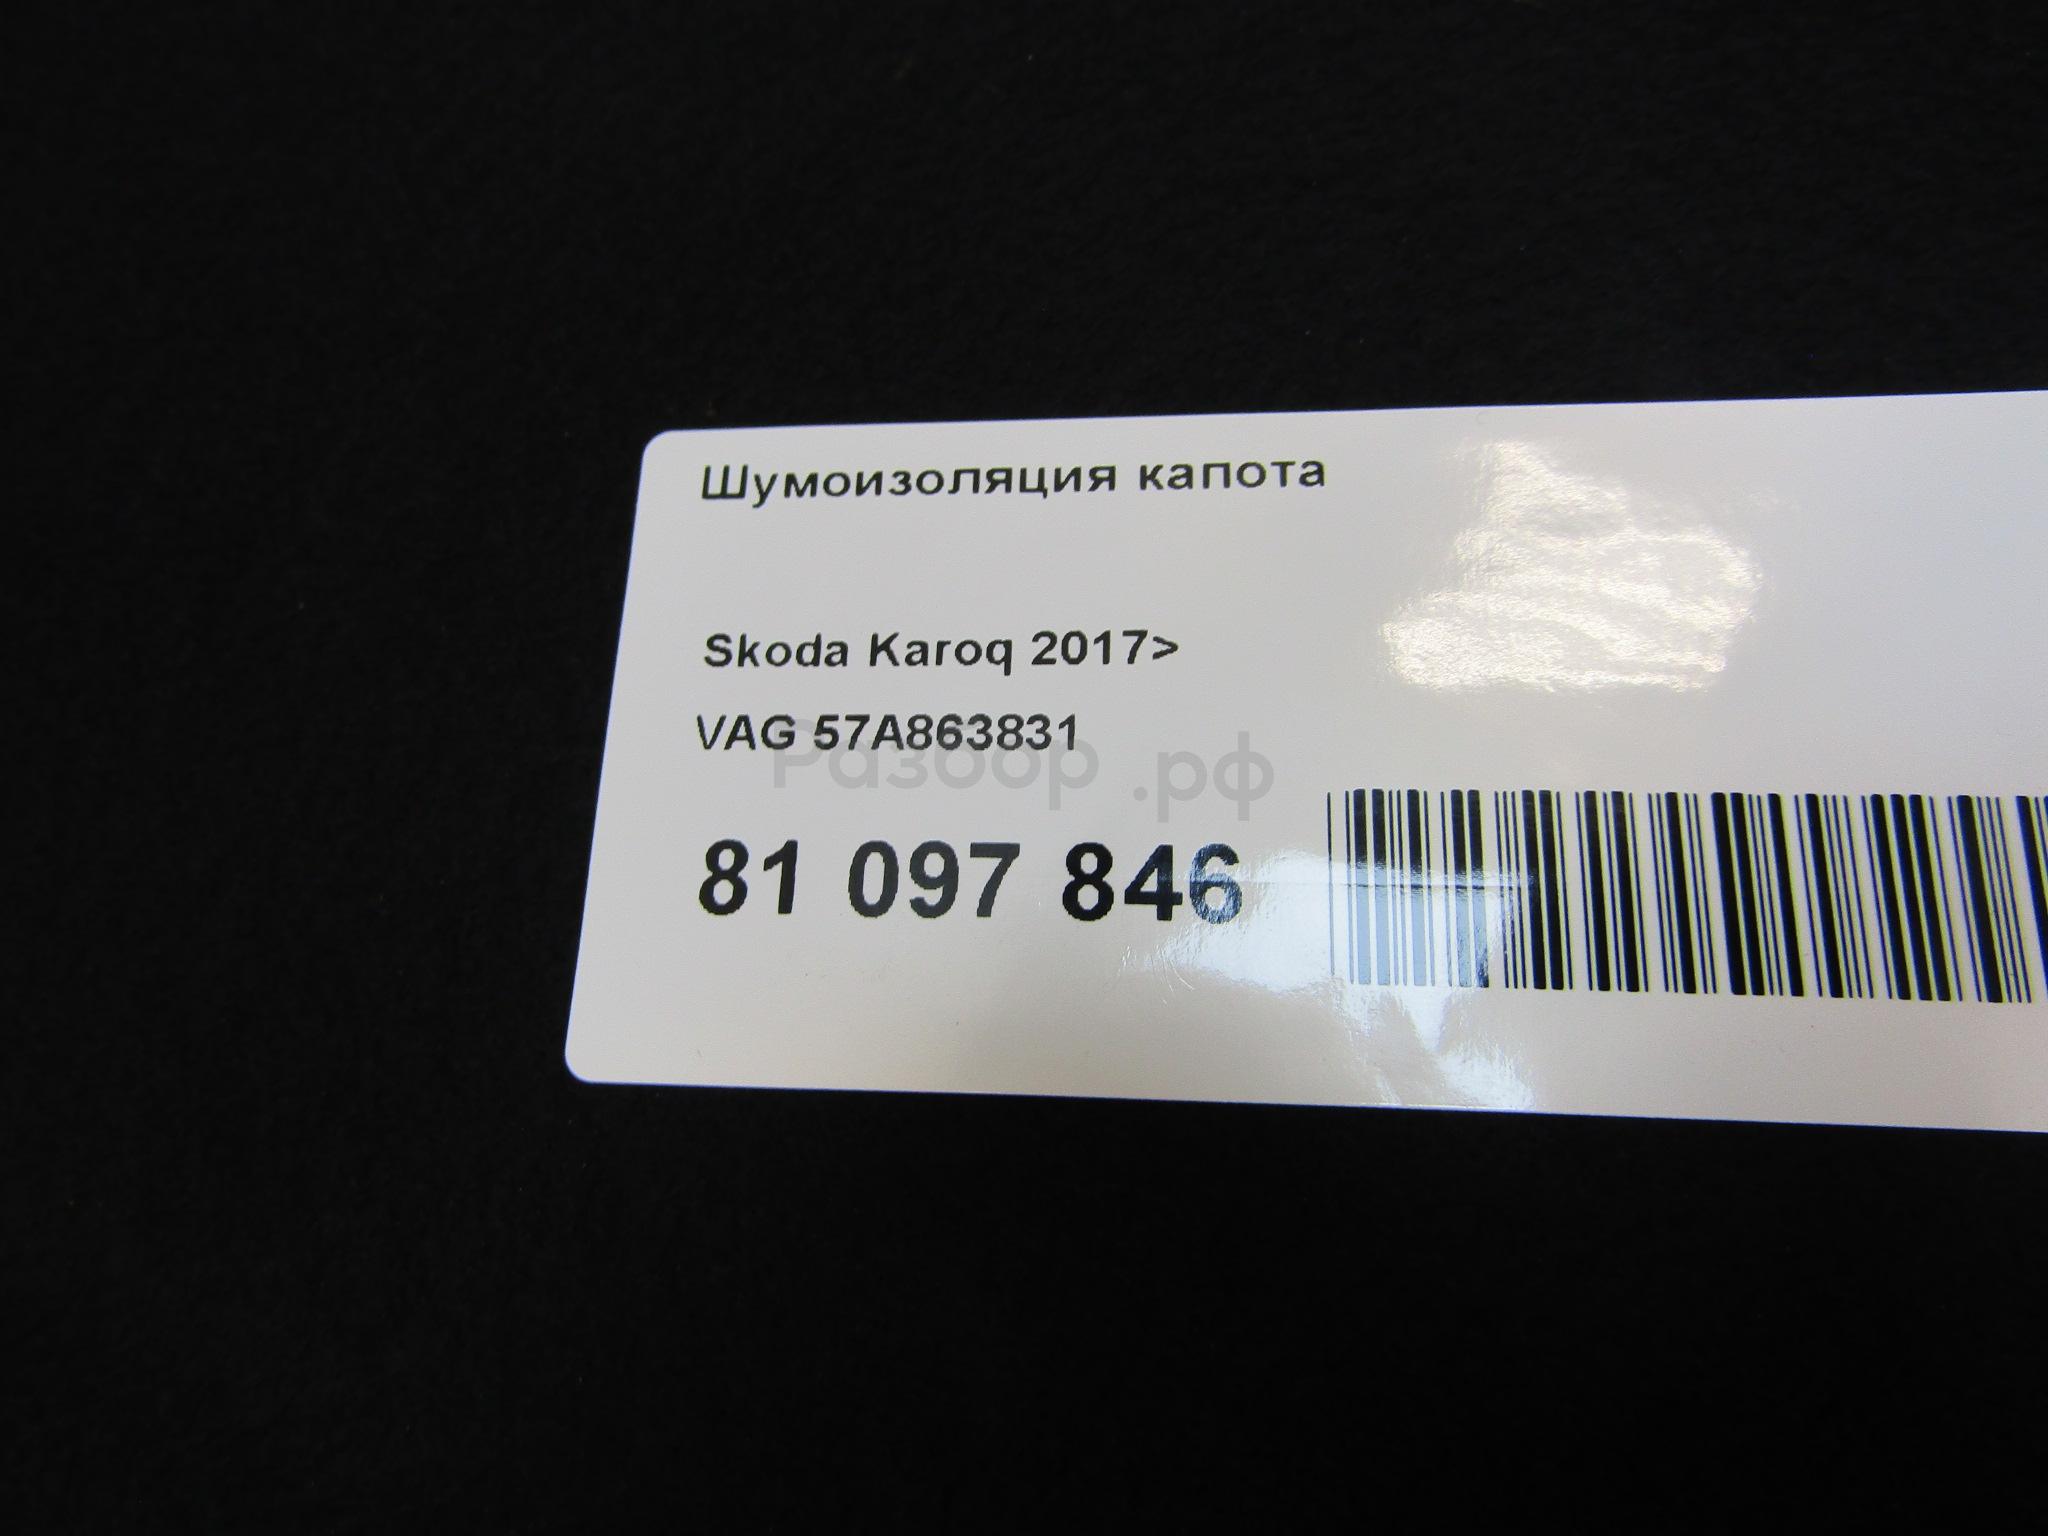 Шумоизоляция капота
Skoda Karoq 2017>
VAG 57A863831
Разбор.рф
81 097 846